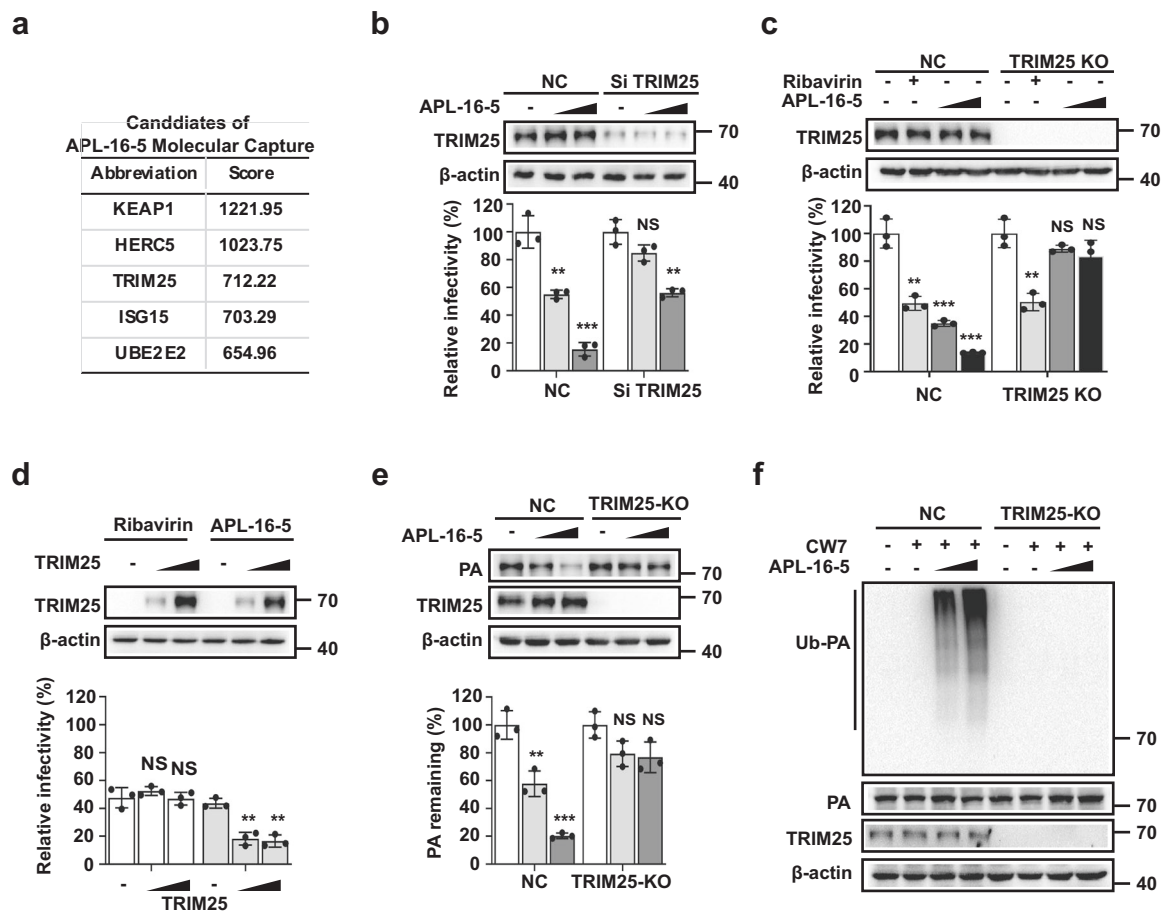 a
Canddiates of
APL-16-5 Molecular Capture
Abbreviation Score
KEAP1 1221.95
HERC5 1023.75
TRIM25 712.22
ISG15 703.29
UBE2E2 654.96
b
NC Si TRIM25
APL-16-5 - -
TRIM25 70
β-actin 40
Relative infectivity (%)
120
100
80
60
40
20
0
** *** NS **
NC Si TRIM25
c
NC TRIM25 KO
Ribavirin - + - - - + - -
APL-16-5 - - - -
TRIM25 70
β-actin 40
Relative infectivity (%)
120
100
80
60
40
20
0
** *** *** ** NS NS
NC TRIM25 KO
d
Ribavirin APL-16-5
TRIM25 - -
TRIM25 70
β-actin 40
Relative infectivity (%)
120
100
80
60
40
20
0
NS NS ** **
- -
TRIM25
e
NC TRIM25-KO
APL-16-5 - -
PA 70
TRIM25 70
β-actin 40
PA remaining (%)
120
100
80
60
40
20
0
** *** NS NS
NC TRIM25-KO
f
NC TRIM25-KO
CW7 - + + + - + + +
APL-16-5 - - - -
Ub-PA
70
PA 70
TRIM25 70
β-actin 40